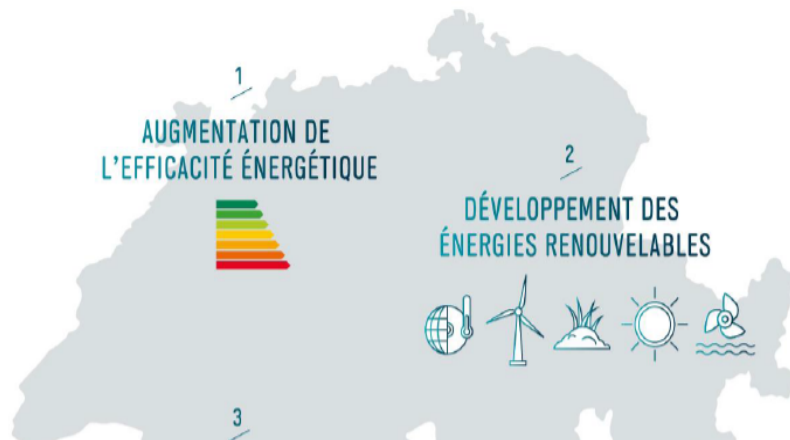 1
AUGMENTATION DE
L'EFFICACITÉ ÉNERGÉTIQUE
2
DÉVELOPPEMENT DES
ÉNERGIES RENOUVELABLES
3